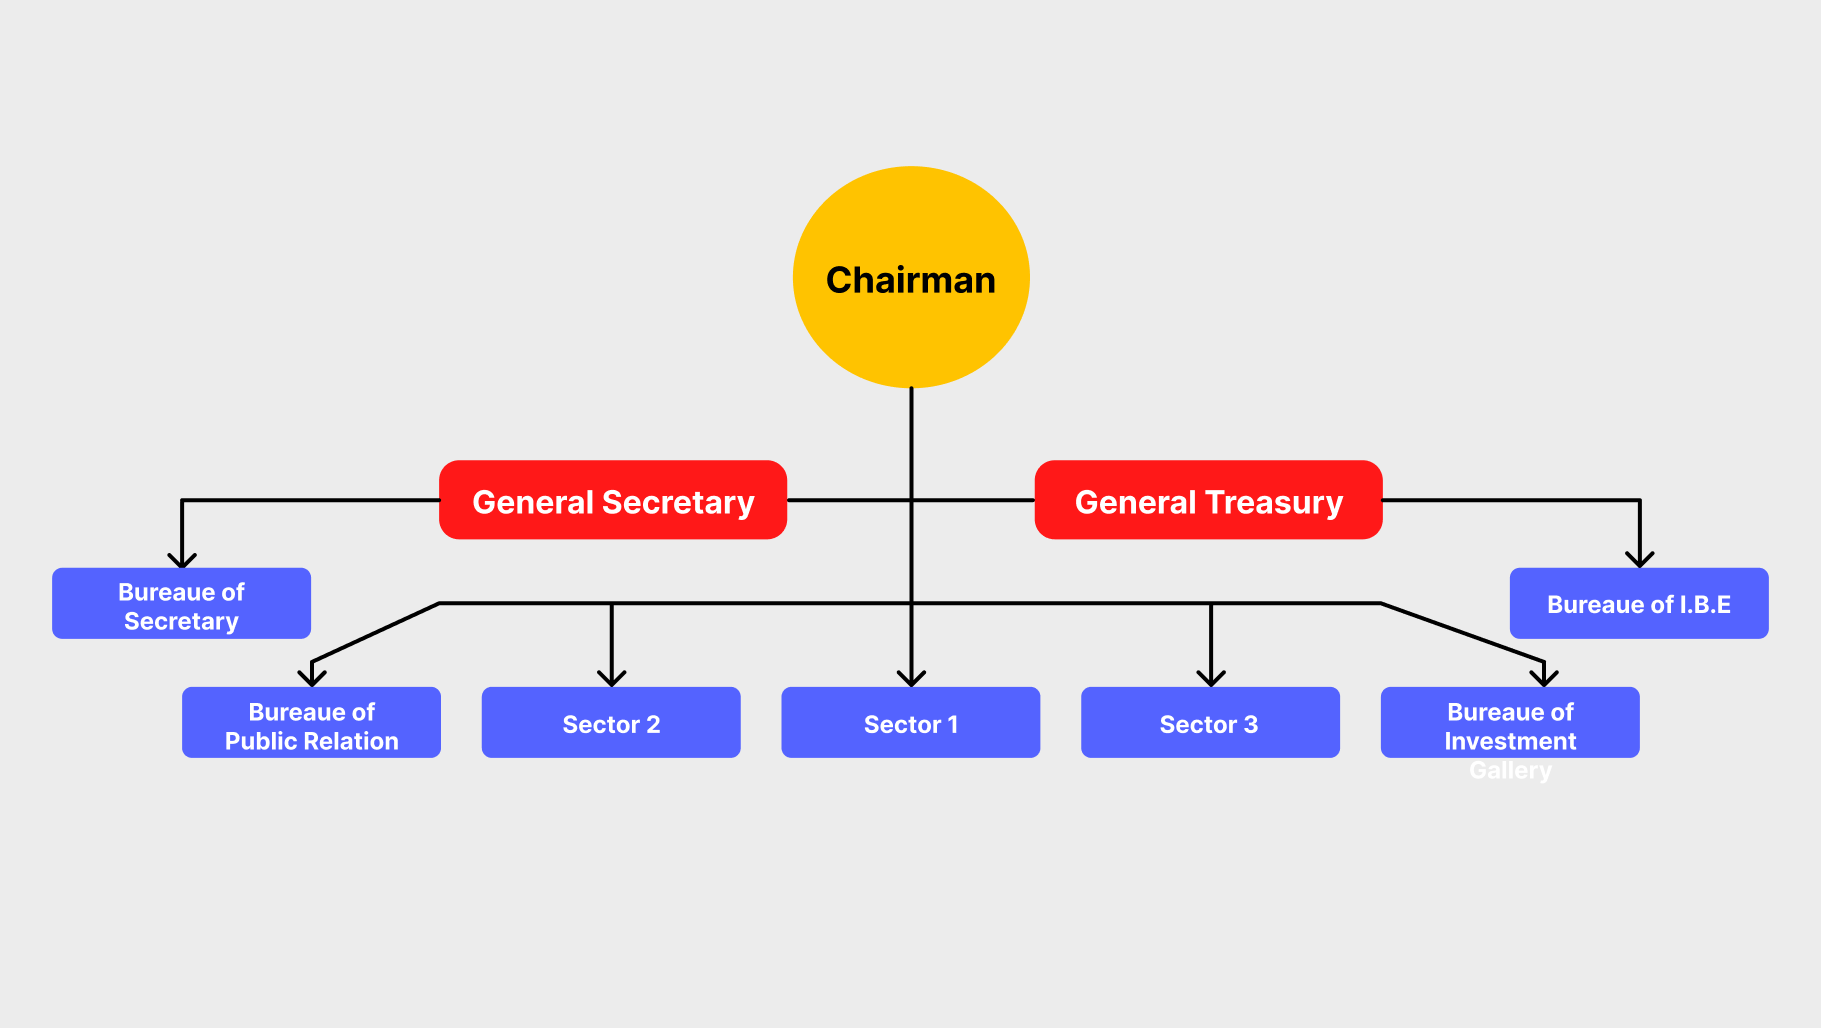 Chairman
General Secretary
General Treasury
Bureaue of
Secretary
Bureaue of I.B.E
Bureaue of
Public Relation
Sector 2
Sector 1
Sector 3
Bureaue of
Investment
Gallery